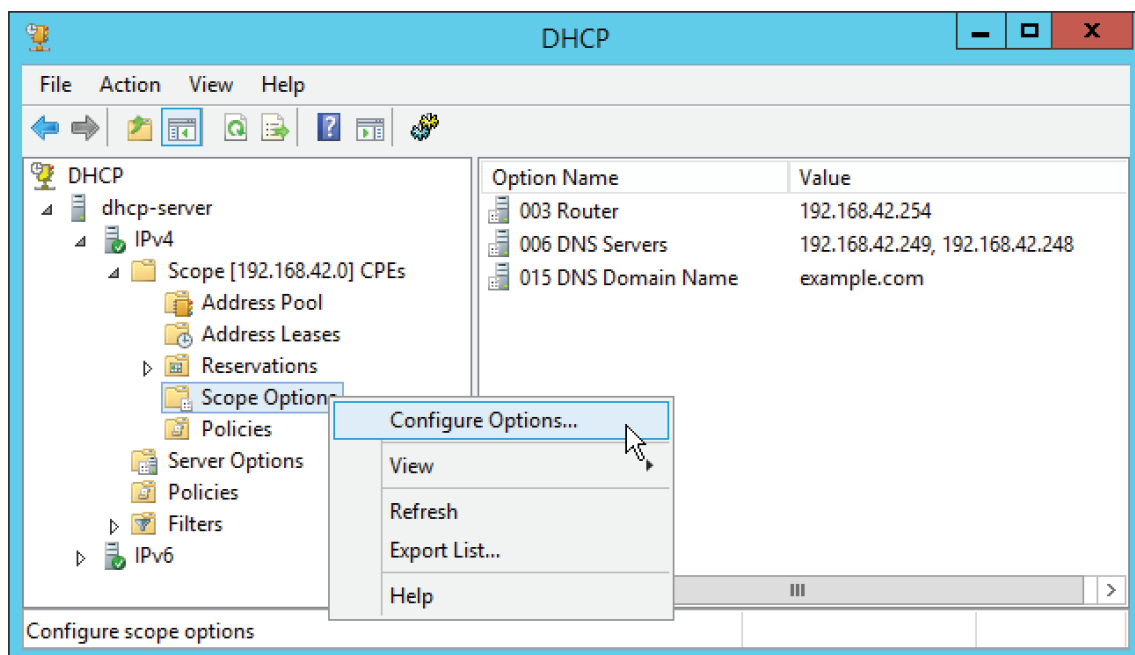 DHCP
x
File Action View Help
DHCP
dhcp-server
IPv4
Scope [192.168.42.0] CPEs
Address Pool
Address Leases
Reservations
Scope Options
Policies
Server Options
Policies
Filters
IPv6
Option Name Value
003 Router 192.168.42.254
006 DNS Servers 192.168.42.249, 192.168.42.248
015 DNS Domain Name example.com
Configure Options...
View
Refresh
Export List...
Help
Configure scope options